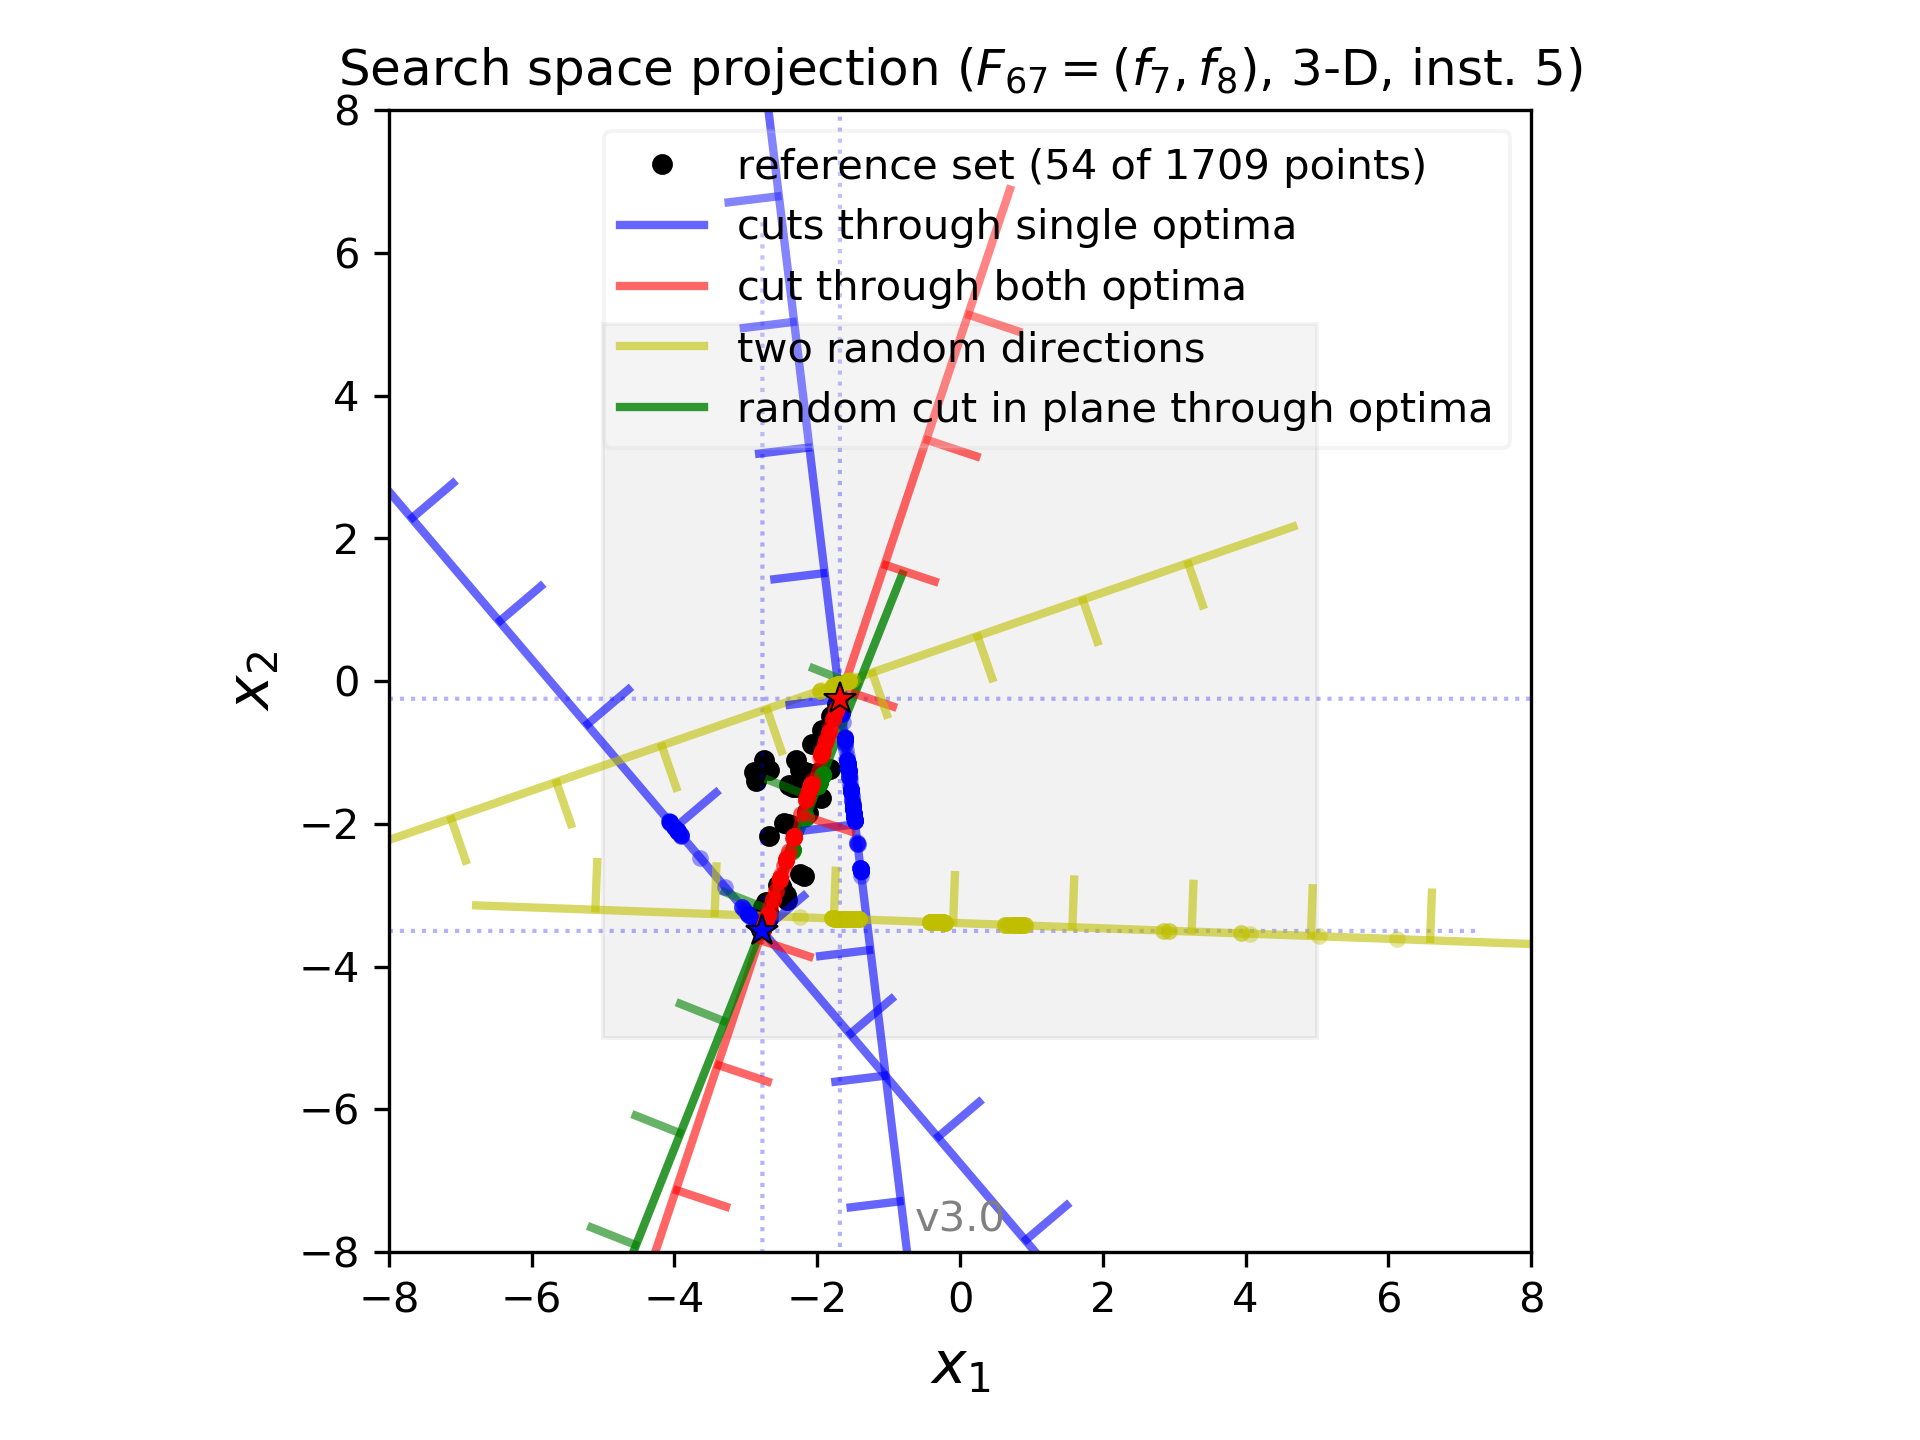 Search space projection (F67 = (f7, f8), 3-D, inst. 5)
reference set (54 of 1709 points)
cuts through single optima
cut through both optima
two random directions
random cut in plane through optima
8
6
4
2
0
−2
−4
−6
−8
x2
v3.0
−8 −6 −4 −2 0 2 4 6 8
x1